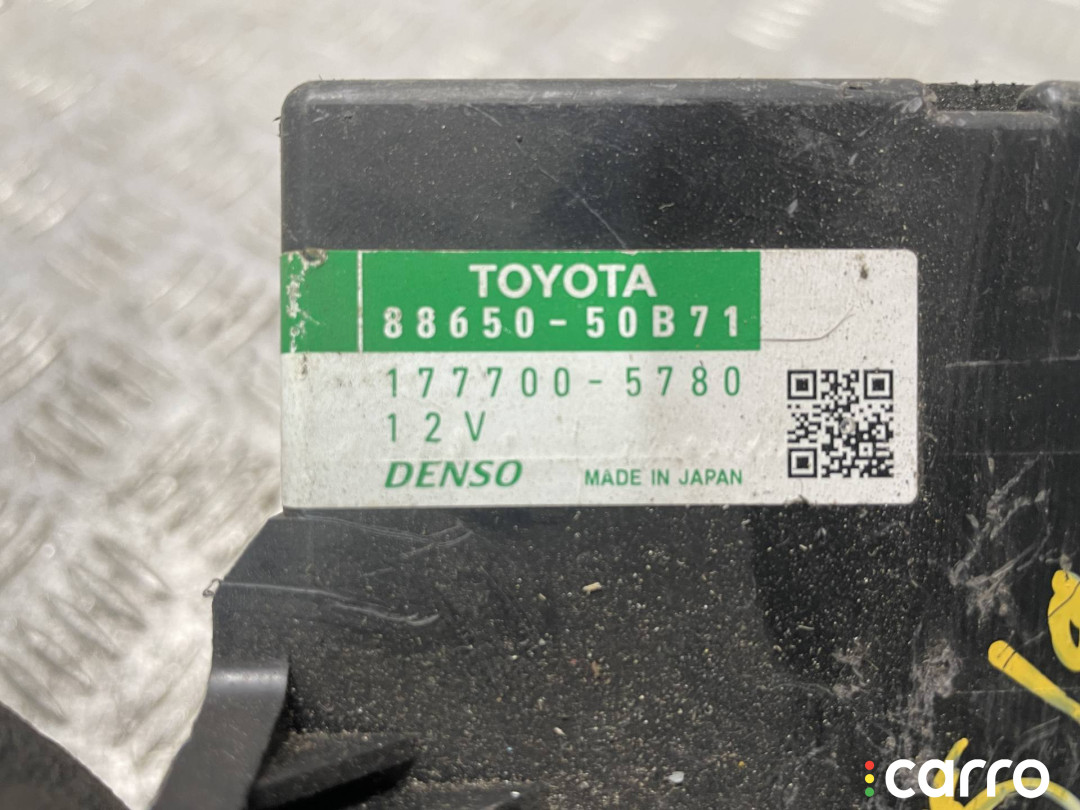 TOYOTA
88650-50B71
177700-5780
12V
DENSO MADE IN JAPAN
carro